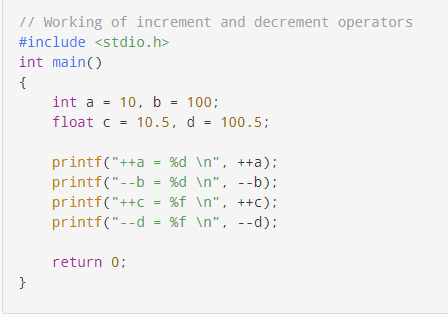 // Working of increment and decrement operators
#include <stdio.h>
int main()
{
    int a = 10, b = 100;
    float c = 10.5, d = 100.5;

    printf("++a = %d \n", ++a);
    printf("--b = %d \n", --b);
    printf("++c = %f \n", ++c);
    printf("--d = %f \n", --d);

    return 0;
}